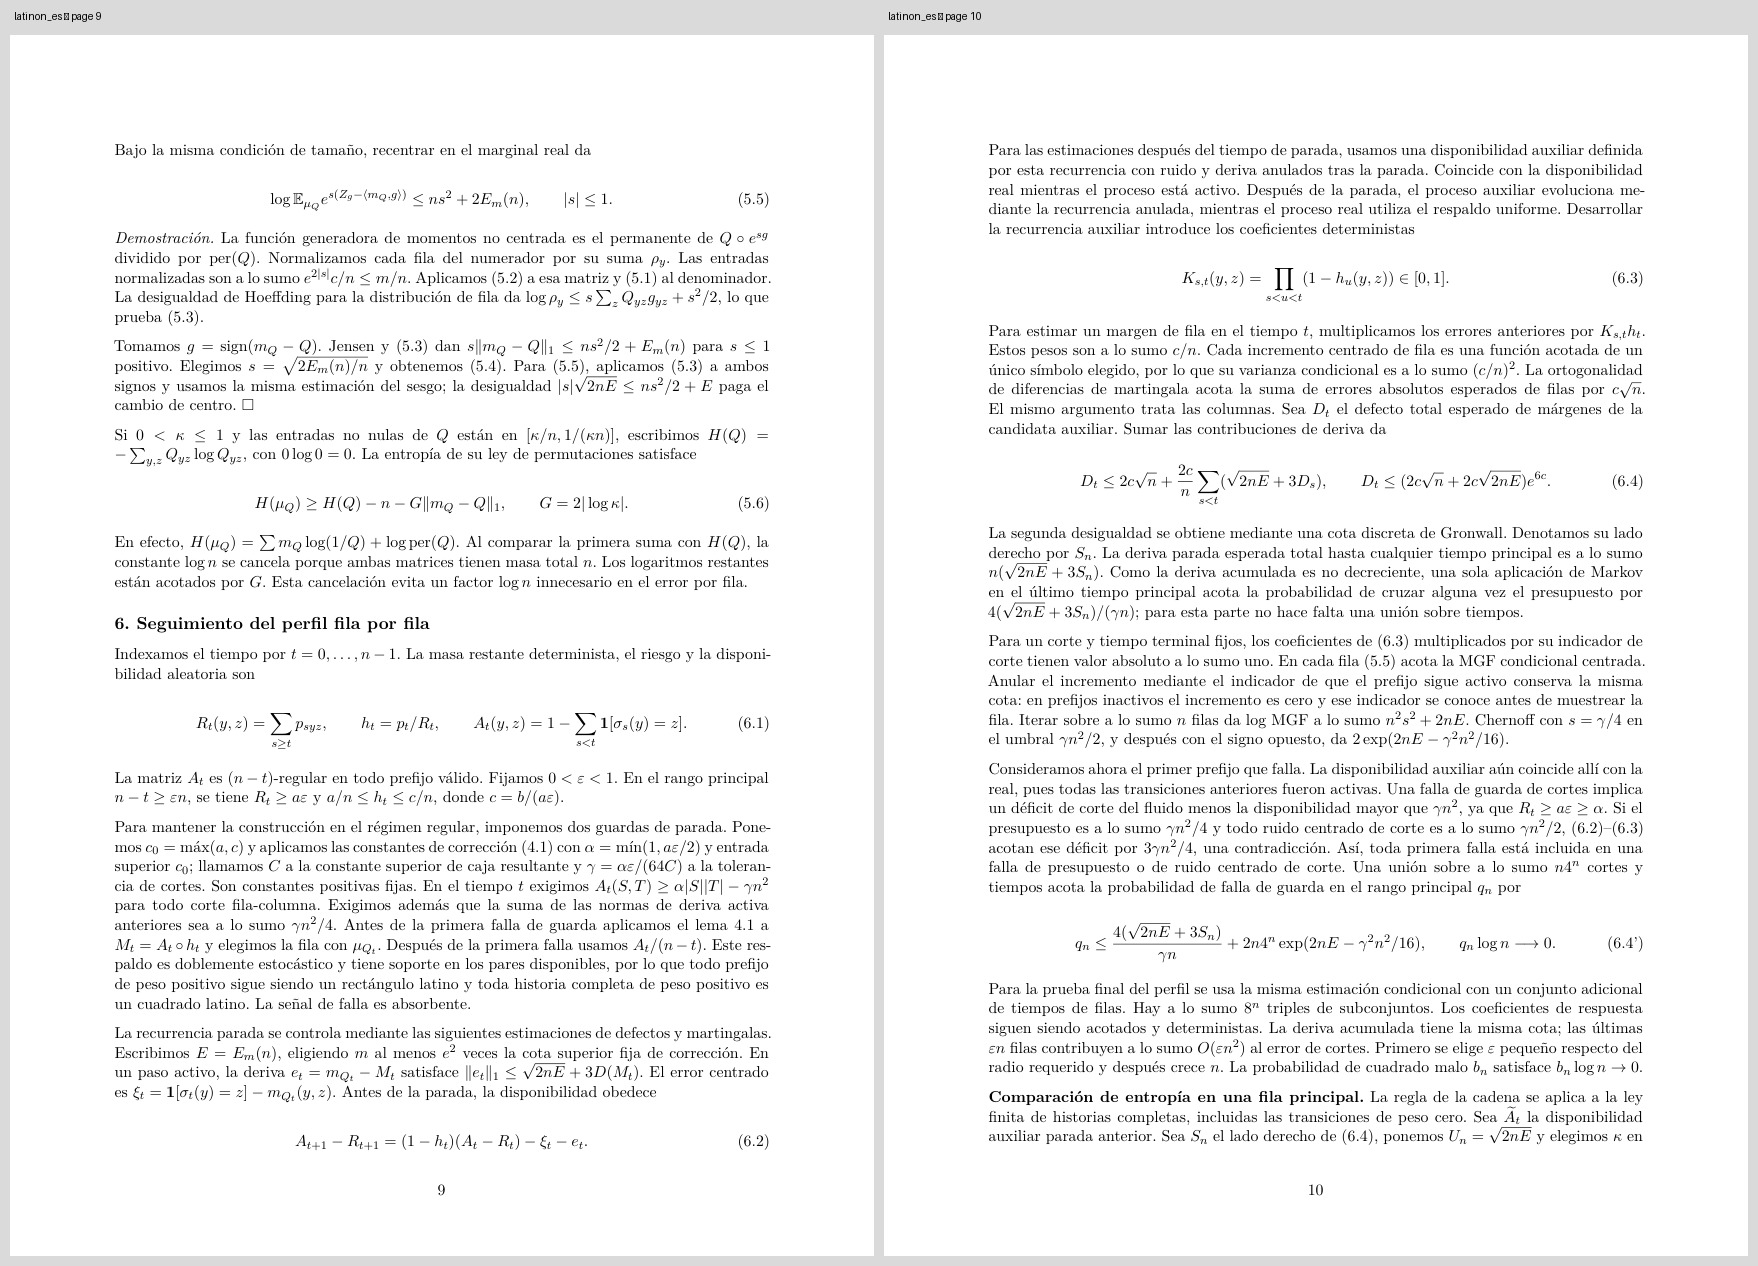 latinon_es page 9
Bajo la misma condición de tamaño, recentrar en el marginal real da
log 𝔼_{μ_Q} e^{s(Z_g−⟨m_Q,g⟩)} ≤ ns² + 2E_m(n), |s| ≤ 1. (5.5)
Demostración. La función generadora de momentos no centrada es el permanente de Q ∘ e^{sg}
dividido por per(Q). Normalizamos cada fila del numerador por su suma ρ_y. Las entradas
normalizadas son a lo sumo e^{2|s|}c/n ≤ m/n. Aplicamos (5.2) a esa matriz y (5.1) al denominador.
La desigualdad de Hoeffding para la distribución de fila da log ρ_y ≤ s ∑_z Q_{yz}g_{yz} + s²/2, lo que
prueba (5.3).
Tomamos g = sign(m_Q − Q). Jensen y (5.3) dan s‖m_Q − Q‖₁ ≤ ns²/2 + E_m(n) para s ≤ 1
positivo. Elegimos s = √(2E_m(n)/n) y obtenemos (5.4). Para (5.5), aplicamos (5.3) a ambos
signos y usamos la misma estimación del sesgo; la desigualdad |s|√(2nE) ≤ ns²/2 + E paga el
cambio de centro. □
Si 0 < κ ≤ 1 y las entradas no nulas de Q están en [κ/n, 1/(κn)], escribimos H(Q) =
− ∑_{y,z} Q_{yz} log Q_{yz}, con 0 log 0 = 0. La entropía de su ley de permutaciones satisface
H(μ_Q) ≥ H(Q) − n − G‖m_Q − Q‖₁, G = 2| log κ|. (5.6)
En efecto, H(μ_Q) = ∑ m_Q log(1/Q) + log per(Q). Al comparar la primera suma con H(Q), la
constante log n se cancela porque ambas matrices tienen masa total n. Los logaritmos restantes
están acotados por G. Esta cancelación evita un factor log n innecesario en el error por fila.
6. Seguimiento del perfil fila por fila
Indexamos el tiempo por t = 0, . . . , n − 1. La masa restante determinista, el riesgo y la disponi-
bilidad aleatoria son
R_t(y, z) = ∑_{s≥t} p_{syz}, h_t = p_t/R_t, A_t(y, z) = 1 − ∑_{s<t} 𝟏[σ_s(y) = z]. (6.1)
La matriz A_t es (n − t)-regular en todo prefijo válido. Fijamos 0 < ε < 1. En el rango principal
n − t ≥ εn, se tiene R_t ≥ aε y a/n ≤ h_t ≤ c/n, donde c = b/(aε).
Para mantener la construcción en el régimen regular, imponemos dos guardas de parada. Pone-
mos c₀ = máx(a, c) y aplicamos las constantes de corrección (4.1) con α = mín(1, aε/2) y entrada
superior c₀; llamamos C a la constante superior de caja resultante y γ = αε/(64C) a la toleran-
cia de cortes. Son constantes positivas fijas. En el tiempo t exigimos A_t(S, T) ≥ α|S||T| − γn²
para todo corte fila-columna. Exigimos además que la suma de las normas de deriva activa
anteriores sea a lo sumo γn²/4. Antes de la primera falla de guarda aplicamos el lema 4.1 a
M_t = A_t ∘ h_t y elegimos la fila con μ_{Q_t}. Después de la primera falla usamos A_t/(n − t). Este res-
paldo es doblemente estocástico y tiene soporte en los pares disponibles, por lo que todo prefijo
de peso positivo sigue siendo un rectángulo latino y toda historia completa de peso positivo es
un cuadrado latino. La señal de falla es absorbente.
La recurrencia parada se controla mediante las siguientes estimaciones de defectos y martingalas.
Escribimos E = E_m(n), eligiendo m al menos e² veces la cota superior fija de corrección. En
un paso activo, la deriva e_t = m_{Q_t} − M_t satisface ‖e_t‖₁ ≤ √(2nE) + 3D(M_t). El error centrado
es ξ_t = 𝟏[σ_t(y) = z] − m_{Q_t}(y, z). Antes de la parada, la disponibilidad obedece
A_{t+1} − R_{t+1} = (1 − h_t)(A_t − R_t) − ξ_t − e_t. (6.2)
9
latinon_es page 10
Para las estimaciones después del tiempo de parada, usamos una disponibilidad auxiliar definida
por esta recurrencia con ruido y deriva anulados tras la parada. Coincide con la disponibilidad
real mientras el proceso está activo. Después de la parada, el proceso auxiliar evoluciona me-
diante la recurrencia anulada, mientras el proceso real utiliza el respaldo uniforme. Desarrollar
la recurrencia auxiliar introduce los coeficientes deterministas
K_{s,t}(y, z) = ∏_{s<u<t} (1 − h_u(y, z)) ∈ [0, 1]. (6.3)
Para estimar un margen de fila en el tiempo t, multiplicamos los errores anteriores por K_{s,t}h_t.
Estos pesos son a lo sumo c/n. Cada incremento centrado de fila es una función acotada de un
único símbolo elegido, por lo que su varianza condicional es a lo sumo (c/n)². La ortogonalidad
de diferencias de martingala acota la suma de errores absolutos esperados de filas por c√n.
El mismo argumento trata las columnas. Sea D_t el defecto total esperado de márgenes de la
candidata auxiliar. Sumar las contribuciones de deriva da
D_t ≤ 2c√n + (2c/n) ∑_{s<t} (√(2nE) + 3D_s), D_t ≤ (2c√n + 2c√(2nE))e^{6c}. (6.4)
La segunda desigualdad se obtiene mediante una cota discreta de Gronwall. Denotamos su lado
derecho por S_n. La deriva parada esperada total hasta cualquier tiempo principal es a lo sumo
n(√(2nE) + 3S_n). Como la deriva acumulada es no decreciente, una sola aplicación de Markov
en el último tiempo principal acota la probabilidad de cruzar alguna vez el presupuesto por
4(√(2nE) + 3S_n)/(γn); para esta parte no hace falta una unión sobre tiempos.
Para un corte y tiempo terminal fijos, los coeficientes de (6.3) multiplicados por su indicador de
corte tienen valor absoluto a lo sumo uno. En cada fila (5.5) acota la MGF condicional centrada.
Anular el incremento mediante el indicador de que el prefijo sigue activo conserva la misma
cota: en prefijos inactivos el incremento es cero y ese indicador se conoce antes de muestrear la
fila. Iterar sobre a lo sumo n filas da log MGF a lo sumo n²s² + 2nE. Chernoff con s = γ/4 en
el umbral γn²/2, y después con el signo opuesto, da 2 exp(2nE − γ²n²/16).
Consideramos ahora el primer prefijo que falla. La disponibilidad auxiliar aún coincide allí con la
real, pues todas las transiciones anteriores fueron activas. Una falla de guarda de cortes implica
un déficit de corte del fluido menos la disponibilidad mayor que γn², ya que R_t ≥ aε ≥ α. Si el
presupuesto es a lo sumo γn²/4 y todo ruido centrado de corte es a lo sumo γn²/2, (6.2)–(6.3)
acotan ese déficit por 3γn²/4, una contradicción. Así, toda primera falla está incluida en una
falla de presupuesto o de ruido centrado de corte. Una unión sobre a lo sumo n4ⁿ cortes y
tiempos acota la probabilidad de falla de guarda en el rango principal q_n por
q_n ≤ 4(√(2nE) + 3S_n)/(γn) + 2n4ⁿ exp(2nE − γ²n²/16), q_n log n ⟶ 0. (6.4’)
Para la prueba final del perfil se usa la misma estimación condicional con un conjunto adicional
de tiempos de filas. Hay a lo sumo 8ⁿ triples de subconjuntos. Los coeficientes de respuesta
siguen siendo acotados y deterministas. La deriva acumulada tiene la misma cota; las últimas
εn filas contribuyen a lo sumo O(εn²) al error de cortes. Primero se elige ε pequeño respecto del
radio requerido y después crece n. La probabilidad de cuadrado malo b_n satisface b_n log n → 0.
Comparación de entropía en una fila principal. La regla de la cadena se aplica a la ley
finita de historias completas, incluidas las transiciones de peso cero. Sea Ã_t la disponibilidad
auxiliar parada anterior. Sea S_n el lado derecho de (6.4), ponemos U_n = √(2nE) y elegimos κ en
10